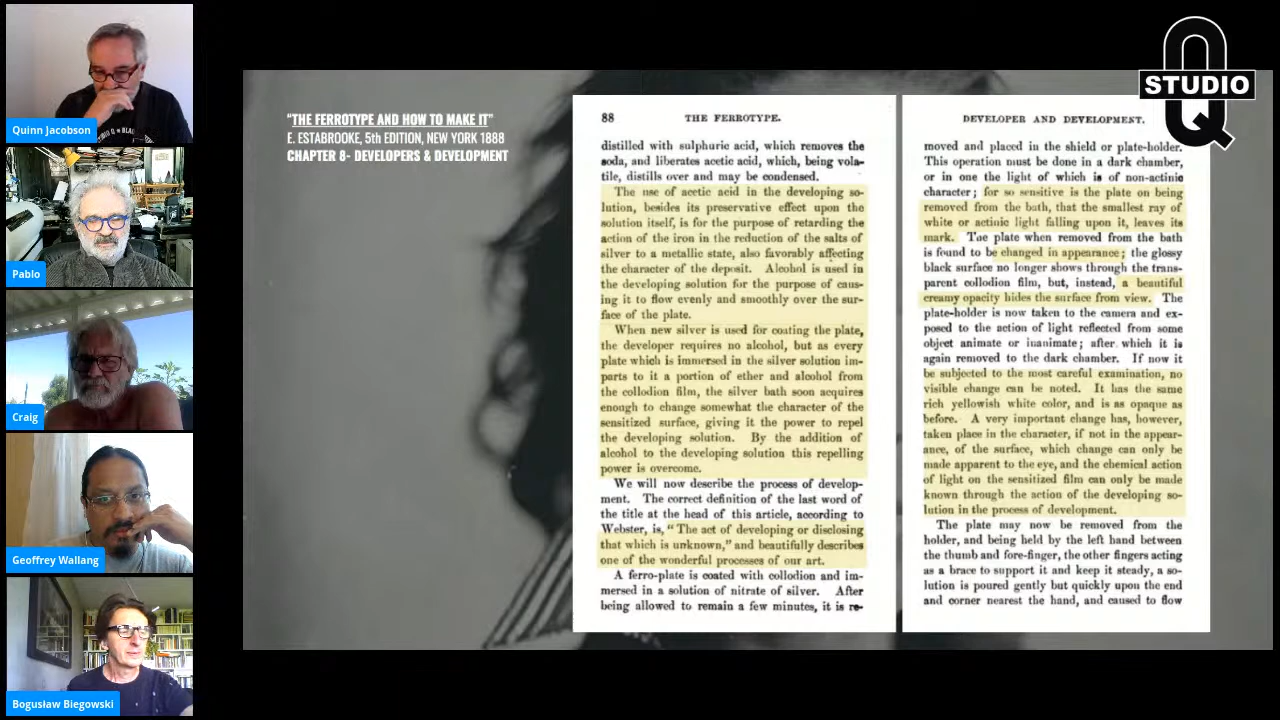 Quinn Jacobson
Pablo
Craig
Geoffrey Wallang
Bogusław Biegowski
"THE FERROTYPE AND HOW TO MAKE IT"
E. ESTABROOKE, 5th EDITION, NEW YORK 1888
CHAPTER 8- DEVELOPERS & DEVELOPMENT
88 THE FERROTYPE.
distilled with sulphuric acid, which removes the
soda, and liberates acetic acid, which, being vola-
tile, distills over and may be condensed.
The use of acetic acid in the developing so-
lution, besides its preservative effect upon the
solution itself, is for the purpose of retarding the
action of the iron in the reduction of the salts of
silver to a metallic state, also favorably affecting
the character of the deposit. Alcohol is used in
the developing solution for the purpose of caus-
ing it to flow evenly and smoothly over the sur-
face of the plate.
When new silver is used for coating the plate,
the developer requires no alcohol, but as every
plate which is immersed in the silver solution im-
parts to it a portion of ether and alcohol from
the collodion film, the silver bath soon acquires
enough to change somewhat the character of the
sensitized surface, giving it the power to repel
the developing solution. By the addition of
alcohol to the developing solution this repelling
power is overcome.
We will now describe the process of develop-
ment. The correct definition of the last word of
the title at the head of this article, according to
Webster, is, "The act of developing or disclosing
that which is unknown," and beautifully describes
one of the wonderful processes of our art.
A ferro-plate is coated with collodion and im-
mersed in a solution of nitrate of silver. After
being allowed to remain a few minutes, it is re-
DEVELOPER AND DEVELOPMENT.
moved and placed in the shield or plate-holder.
This operation must be done in a dark chamber,
or in one the light of which is of non-actinic
character; for so sensitive is the plate on being
removed from the bath, that the smallest ray of
white or actinic light falling upon it, leaves its
mark. The plate when removed from the bath
is found to be changed in appearance; the glossy
black surface no longer shows through the trans-
parent collodion film, but, instead, a beautiful
creamy opacity hides the surface from view. The
plate-holder is now taken to the camera and ex-
posed to the action of light reflected from some
object animate or inanimate; after which it is
again removed to the dark chamber. If now it
be subjected to the most careful examination, no
visible change can be noted. It has the same
rich yellowish white color, and is as opaque as
before. A very important change has, however,
taken place in the character, if not in the appear-
ance, of the surface, which change can only be
made apparent to the eye, and the chemical action
of light on the sensitized film can only be made
known through the action of the developing so-
lution in the process of development.
The plate may now be removed from the
holder, and being held by the left hand between
the thumb and fore-finger, the other fingers acting
as a brace to support it and keep it steady, a so-
lution is poured gently but quickly upon the end
and corner nearest the hand, and caused to flow
STUDIO
Q